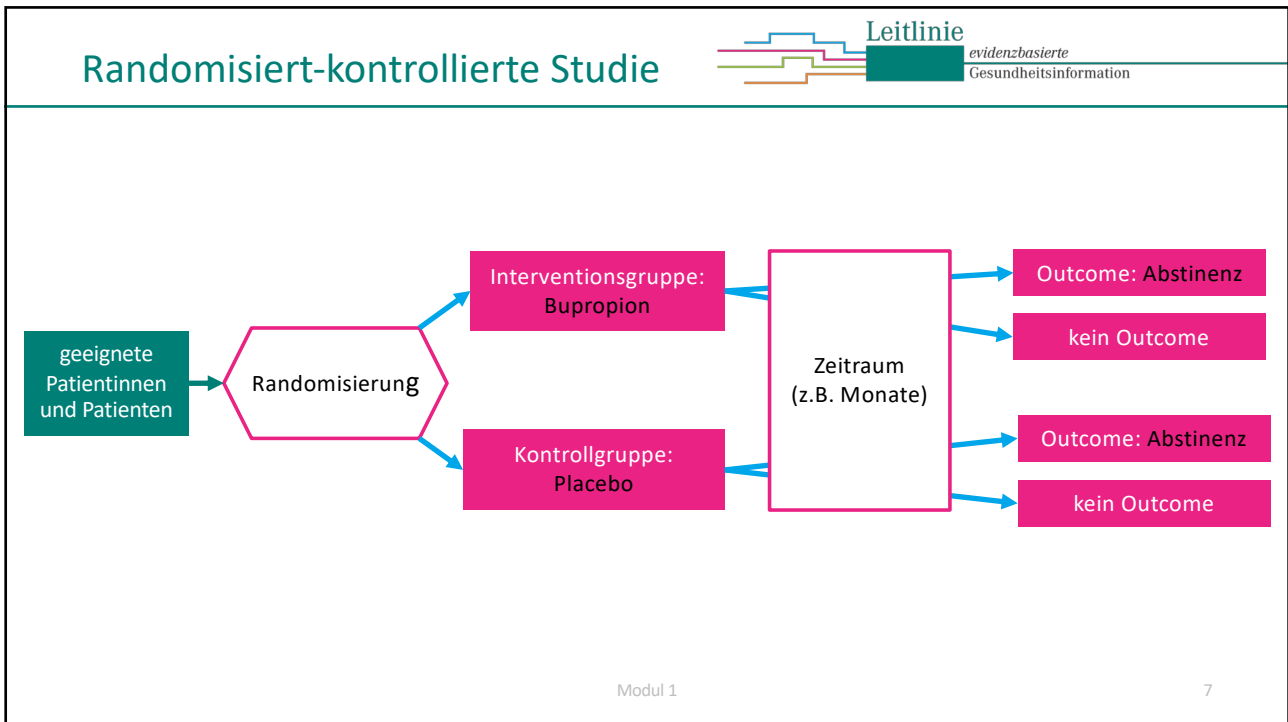 Randomisiert-kontrollierte Studie
Leitlinie
evidenzbasierte
Gesundheitsinformation
geeignete
Patientinnen
und Patienten
Randomisierung
Interventionsgruppe:
Bupropion
Kontrollgruppe:
Placebo
Zeitraum
(z.B. Monate)
Outcome: Abstinenz
kein Outcome
Outcome: Abstinenz
kein Outcome
Modul 1
7